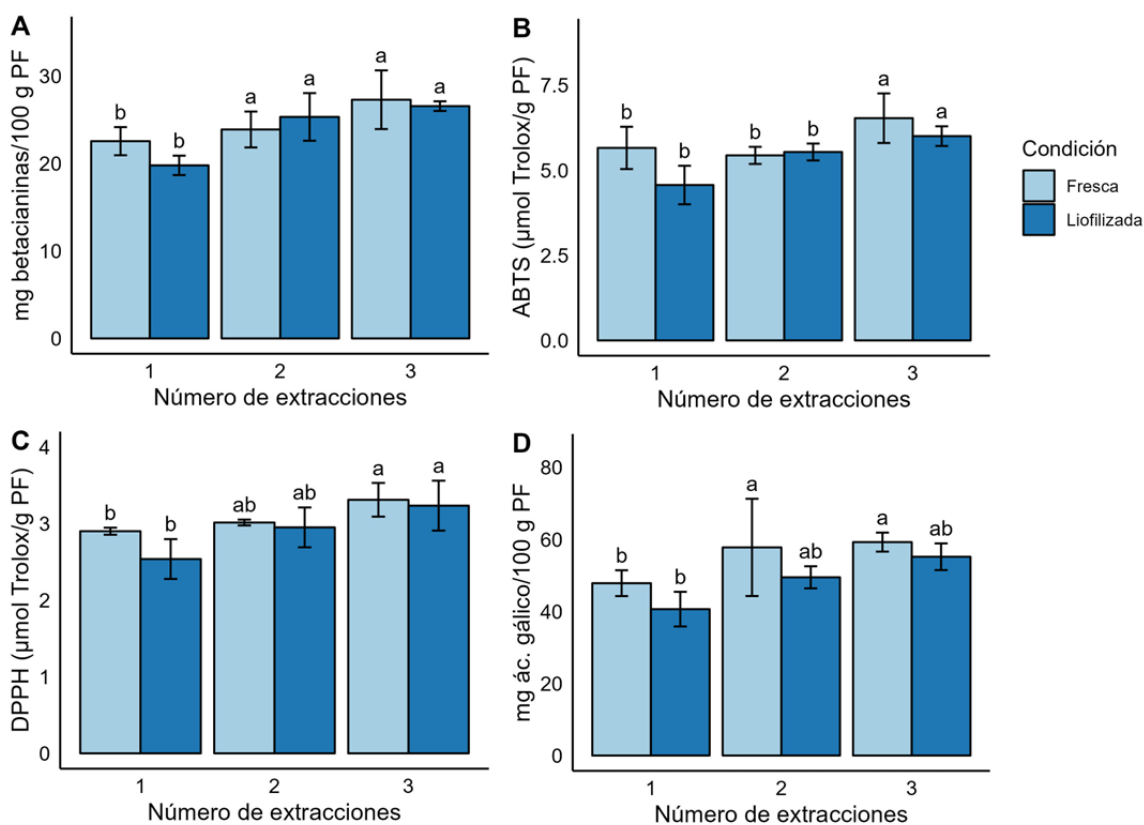 A
mg betacianinas/100 g PF
30
20
10
0
b
b
a
a
a
a
1
2
3
Número de extracciones
B
ABTS (μmol Trolox/g PF)
7.5
5.0
2.5
0.0
b
b
b
b
a
a
1
2
3
Número de extracciones
Condición
Fresca
Liofilizada
C
DPPH (μmol Trolox/g PF)
4
3
2
1
0
b
b
ab
ab
a
a
1
2
3
Número de extracciones
D
mg ác. gálico/100 g PF
80
60
40
20
0
b
b
a
ab
a
ab
1
2
3
Número de extracciones